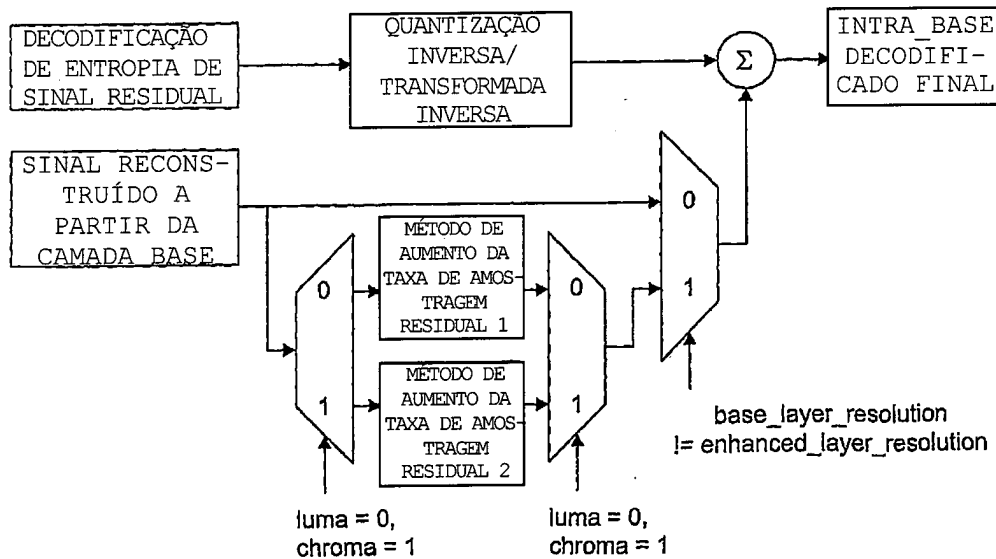 DECODIFICAÇÃO
DE ENTROPIA DE
SINAL RESIDUAL
QUANTIZAÇÃO
INVERSA/
TRANSFORMADA
INVERSA
Σ
INTRA_BASE
DECODIFI-
CADO FINAL
SINAL RECONS-
TRUÍDO A
PARTIR DA
CAMADA BASE
0
1
MÉTODO DE
AUMENTO DA
TAXA DE AMOS-
TRAGEM
RESIDUAL 1
MÉTODO DE
AUMENTO DA
TAXA DE AMOS-
TRAGEM
RESIDUAL 2
0
1
0
1
base_layer_resolution
!= enhanced_layer_resolution
luma = 0,
chroma = 1
luma = 0,
chroma = 1